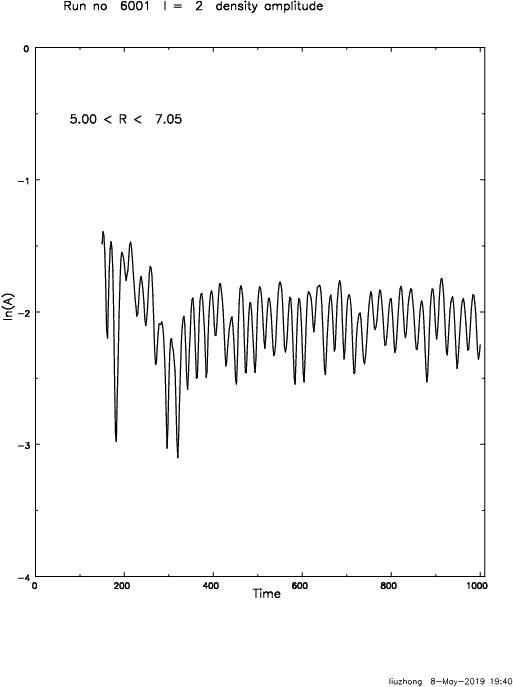 Run no 6001 l = 2 density amplitude
0
5.00 < R < 7.05
-1
ln(A)
-2
-3
-4
0 200 400 600 800 1000
Time
liuzhong 8-May-2019 19:40